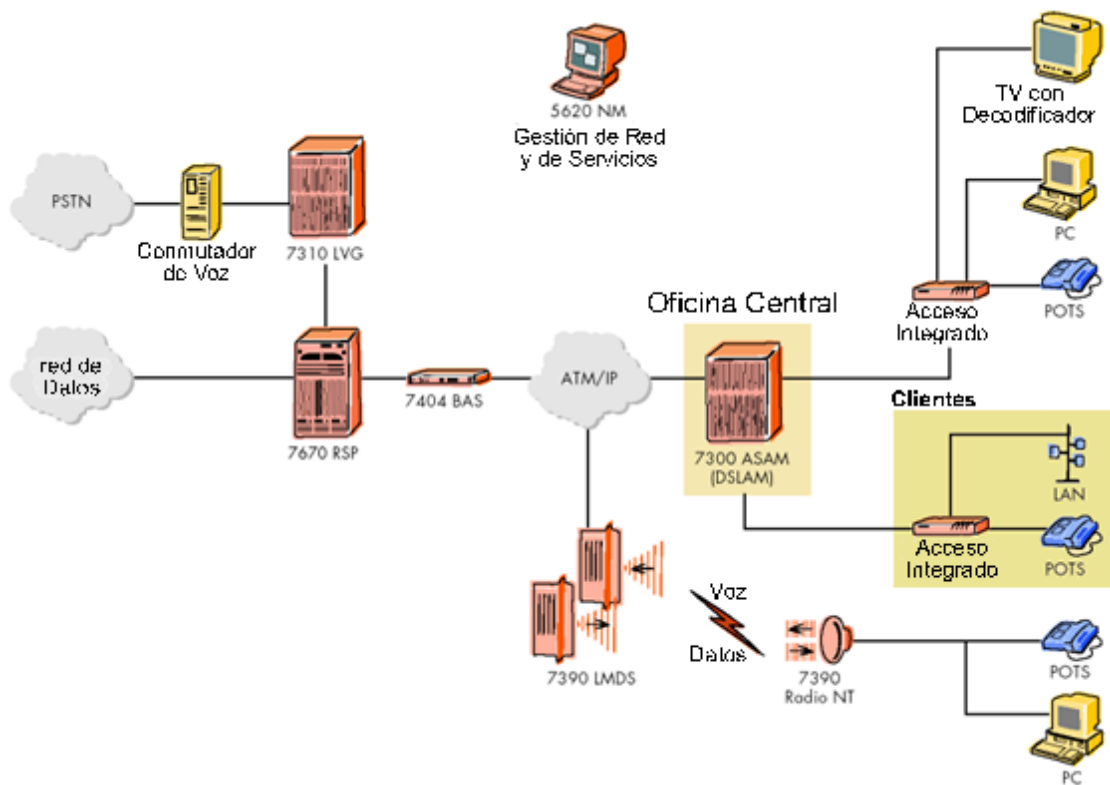 5620 NM
Gestión de Red
y de Servicios
TV con
Decodificador
PSTN
Conmutador
de Voz
7310 LVG
PC
POTS
Acceso
Integrado
Oficina Central
red de
Datos
7670 RSP
7404 BAS
ATM/IP
7300 ASAM
(DSLAM)
Clientes
LAN
Acceso
Integrado
POTS
7390 LMDS
Voz
Datos
7390
Radio NT
POTS
PC